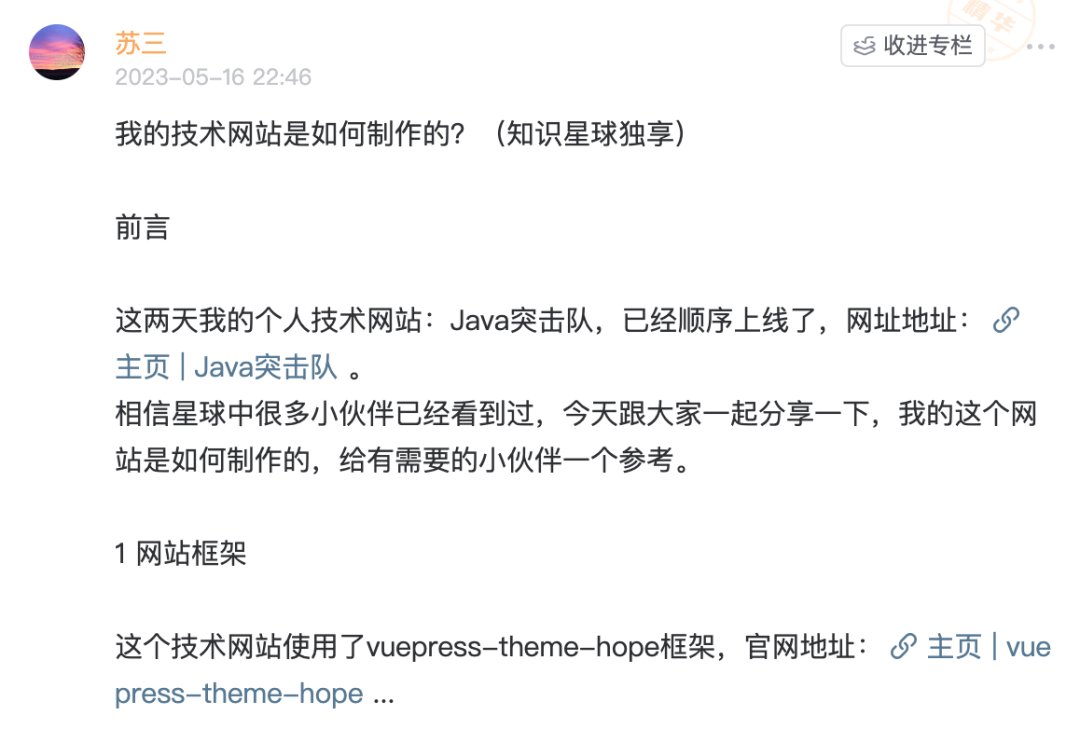 精华
苏三
收进专栏
2023-05-16 22:46
我的技术网站是如何制作的？（知识星球独享）
前言
这两天我的个人技术网站：Java突击队，已经顺序上线了，网址地址：
主页 | Java突击队 。
相信星球中很多小伙伴已经看到过，今天跟大家一起分享一下，我的这个网
站是如何制作的，给有需要的小伙伴一个参考。
1 网站框架
这个技术网站使用了vuepress-theme-hope框架，官网地址： 主页 | vue
press-theme-hope ...